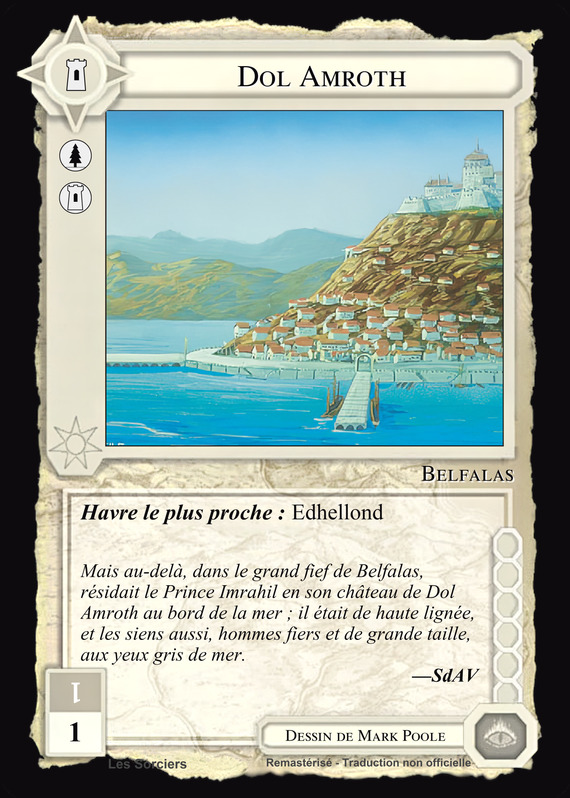 Dol Amroth
Belfalas
Havre le plus proche : Edhellond
Mais au-delà, dans le grand fief de Belfalas,
résidait le Prince Imrahil en son château de Dol
Amroth au bord de la mer ; il était de haute lignée,
et les siens aussi, hommes fiers et de grande taille,
aux yeux gris de mer.
—SdAV
1
1
Dessin de Mark Poole
Les Sorciers
Remastérisé - Traduction non officielle